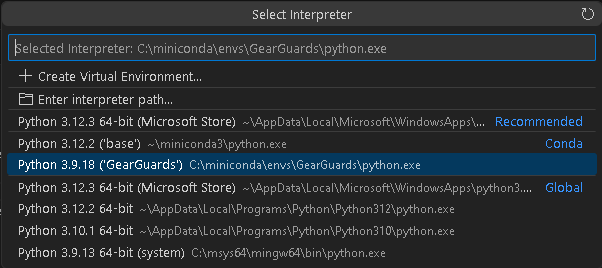 Select Interpreter
Selected Interpreter: C:\miniconda\envs\GearGuards\python.exe
+ Create Virtual Environment...
Enter interpreter path...
Python 3.12.3 64-bit (Microsoft Store) ~\AppData\Local\Microsoft\WindowsApps\... Recommended
Python 3.12.2 ('base') ~\miniconda3\python.exe Conda
Python 3.9.18 ('GearGuards') C:\miniconda\envs\GearGuards\python.exe
Python 3.12.3 64-bit (Microsoft Store) ~\AppData\Local\Microsoft\WindowsApps\python3.... Global
Python 3.12.2 64-bit ~\AppData\Local\Programs\Python\Python312\python.exe
Python 3.10.1 64-bit ~\AppData\Local\Programs\Python\Python310\python.exe
Python 3.9.13 64-bit (system) C:\msys64\mingw64\bin\python.exe